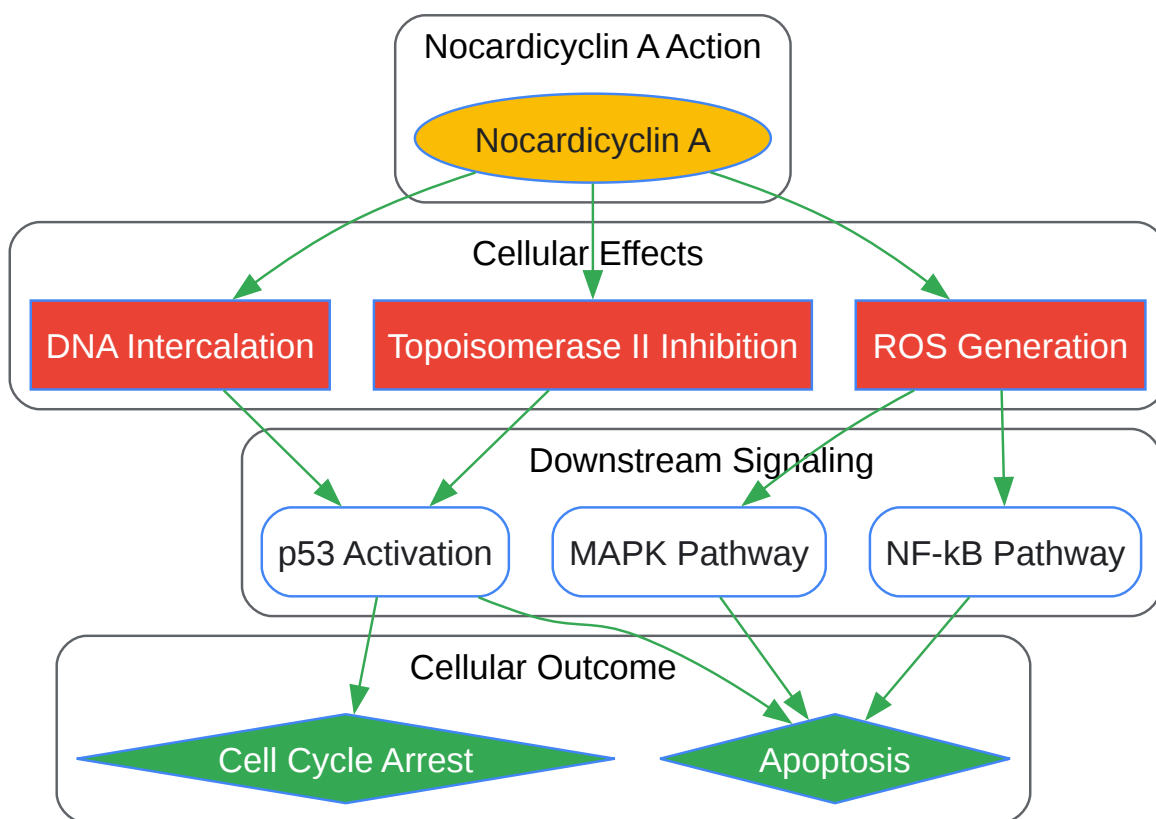 Nocardicyclin A Action
Nocardicyclin A
Cellular Effects
DNA Intercalation
Topoisomerase II Inhibition
ROS Generation
Downstream Signaling
p53 Activation
MAPK Pathway
NF-kB Pathway
Cellular Outcome
Cell Cycle Arrest
Apoptosis